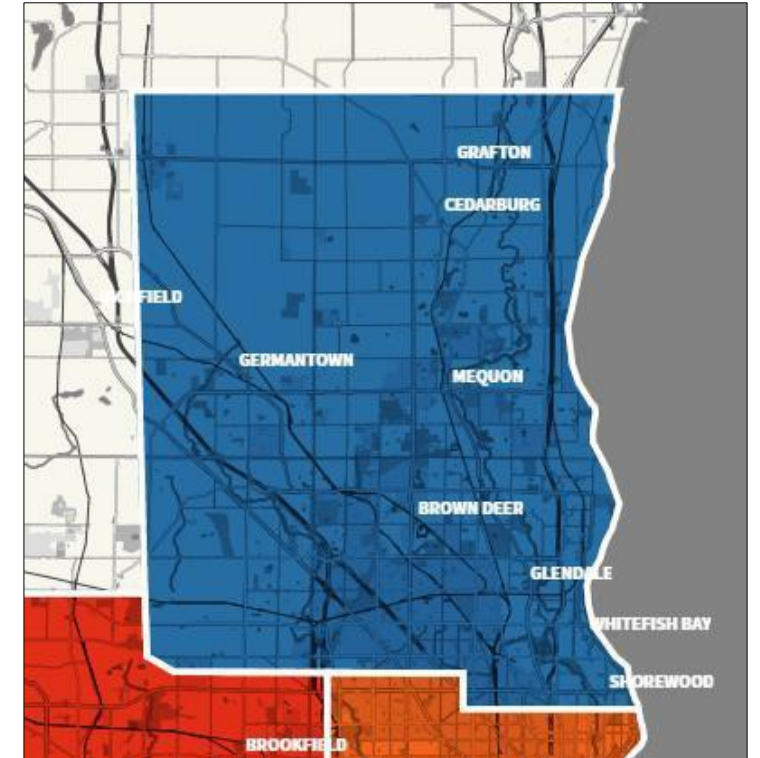 GRAFTON
CEDARBURG
GERMANTOWN
MEQUON
BROWN DEER
GLENDALE
WHITEFISH BAY
SHOREWOOD
BROOKFIELD